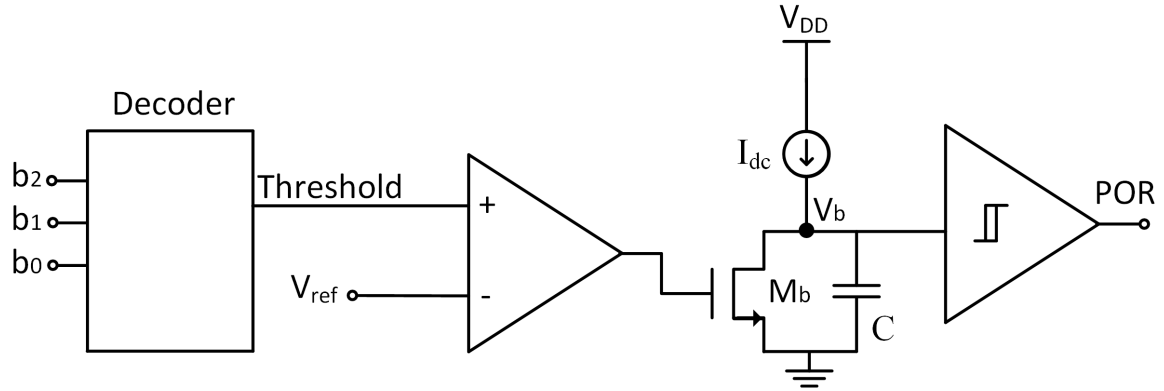 V_DD
Decoder
b2
b1
b0
Threshold
+
V_ref
-
I_dc
V_b
M_b
C
POR